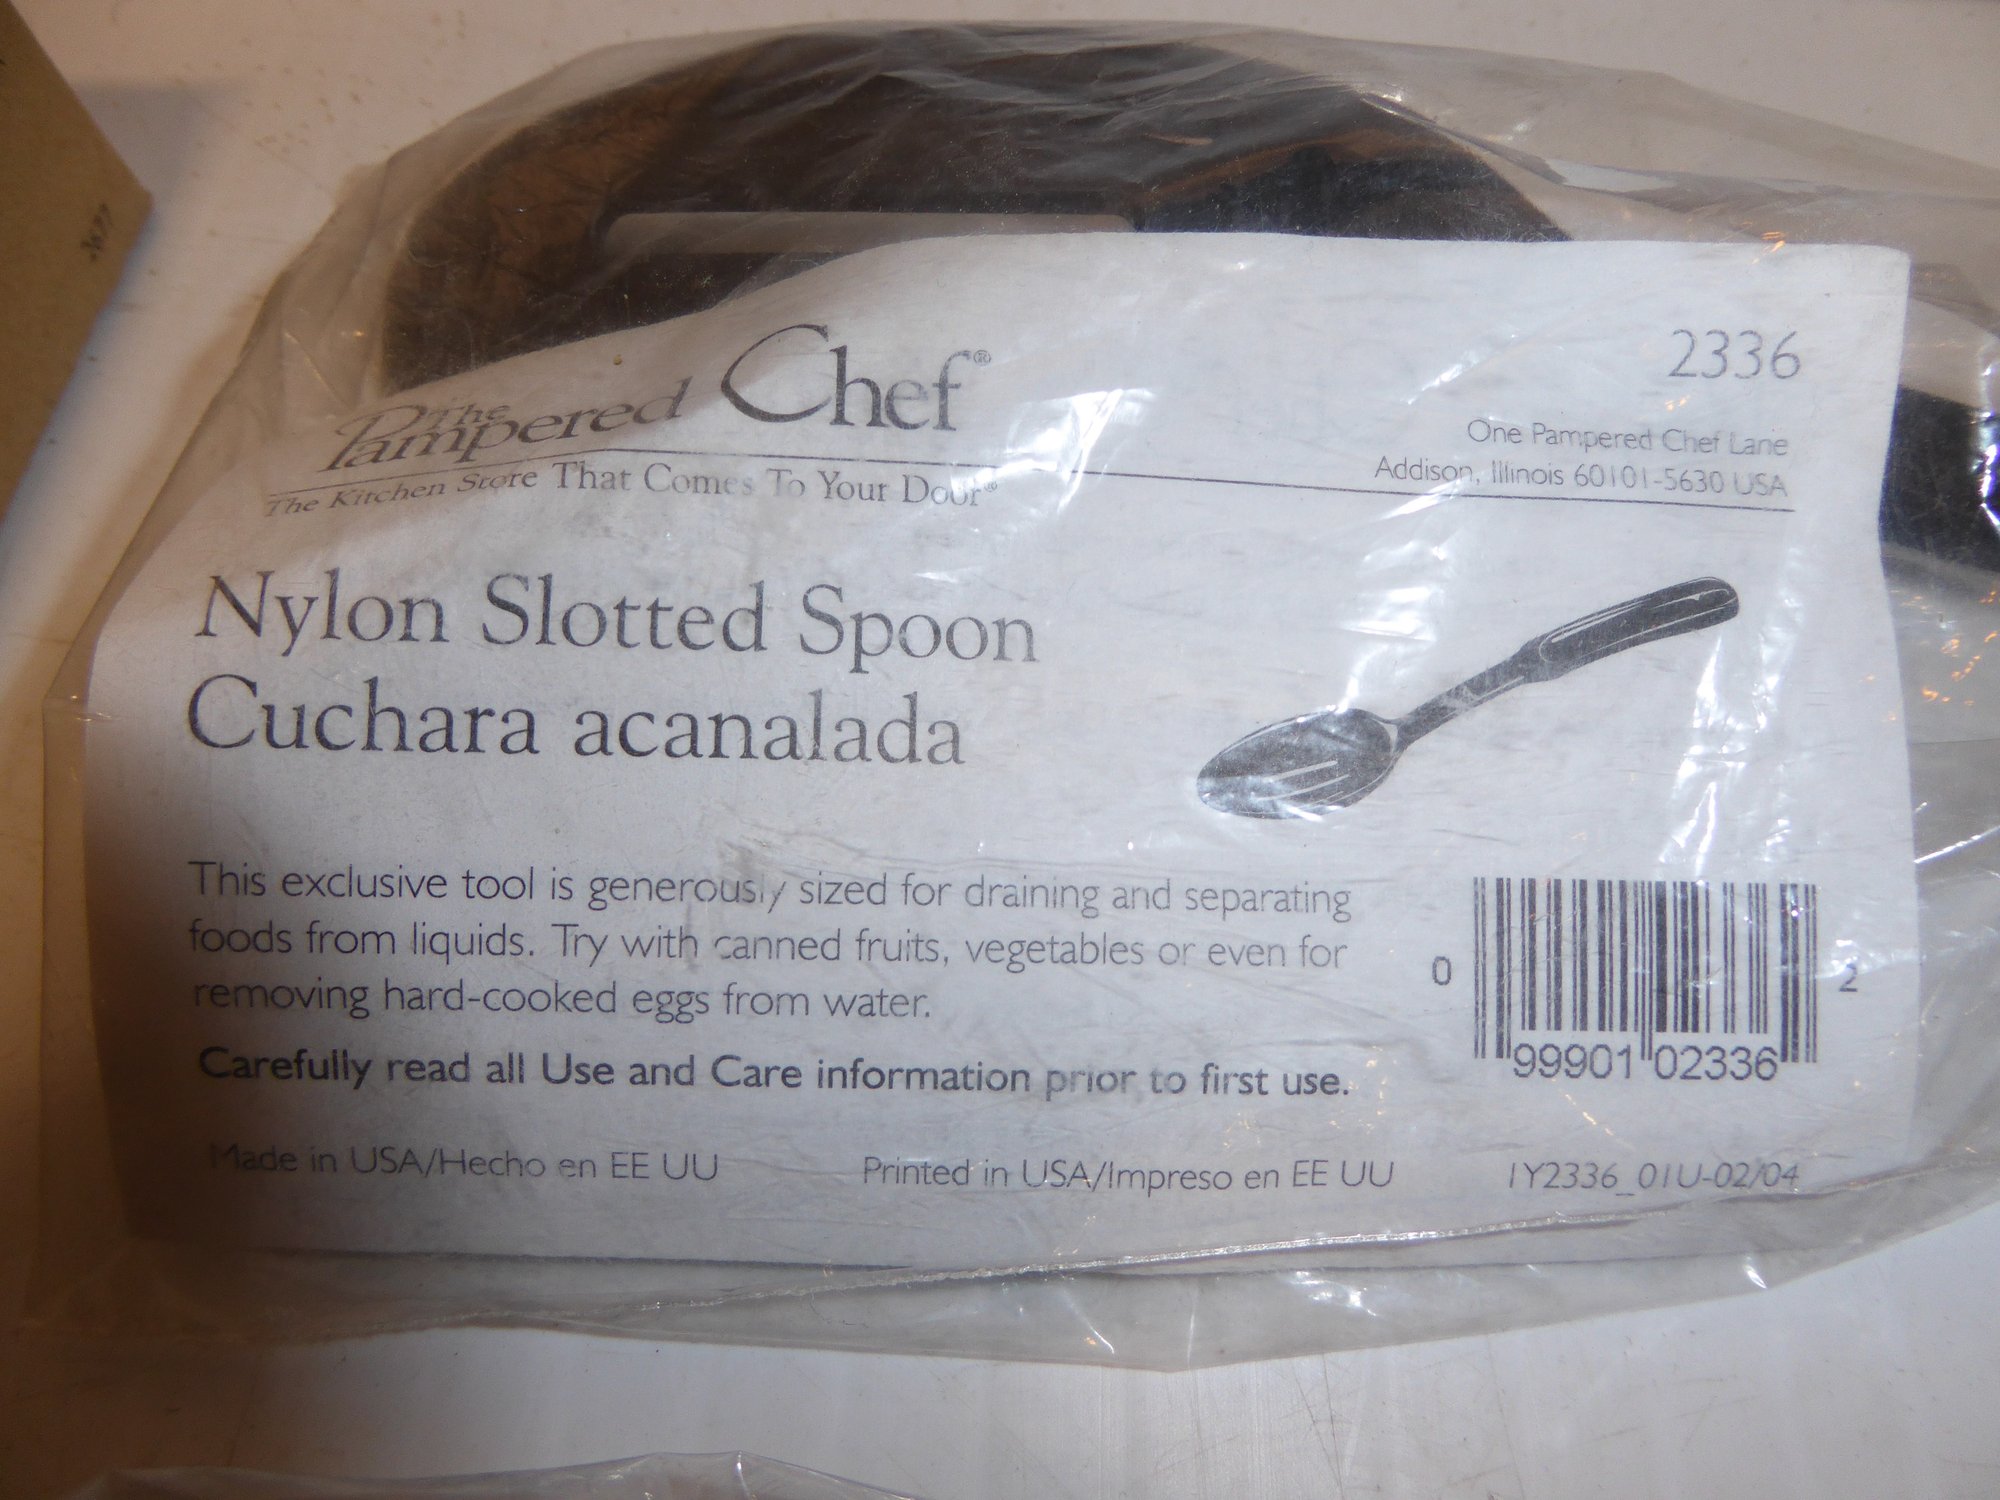 The Pampered Chef®
The Kitchen Store That Comes To Your Door®
2336
One Pampered Chef Lane
Addison, Illinois 60101-5630 USA
Nylon Slotted Spoon
Cuchara acanalada
This exclusive tool is generously sized for draining and separating
foods from liquids. Try with canned fruits, vegetables or even for
removing hard-cooked eggs from water.
Carefully read all Use and Care information prior to first use.
0 99901 02336 2
Made in USA/Hecho en EE UU
Printed in USA/Impreso en EE UU
IY2336_01U-02/04